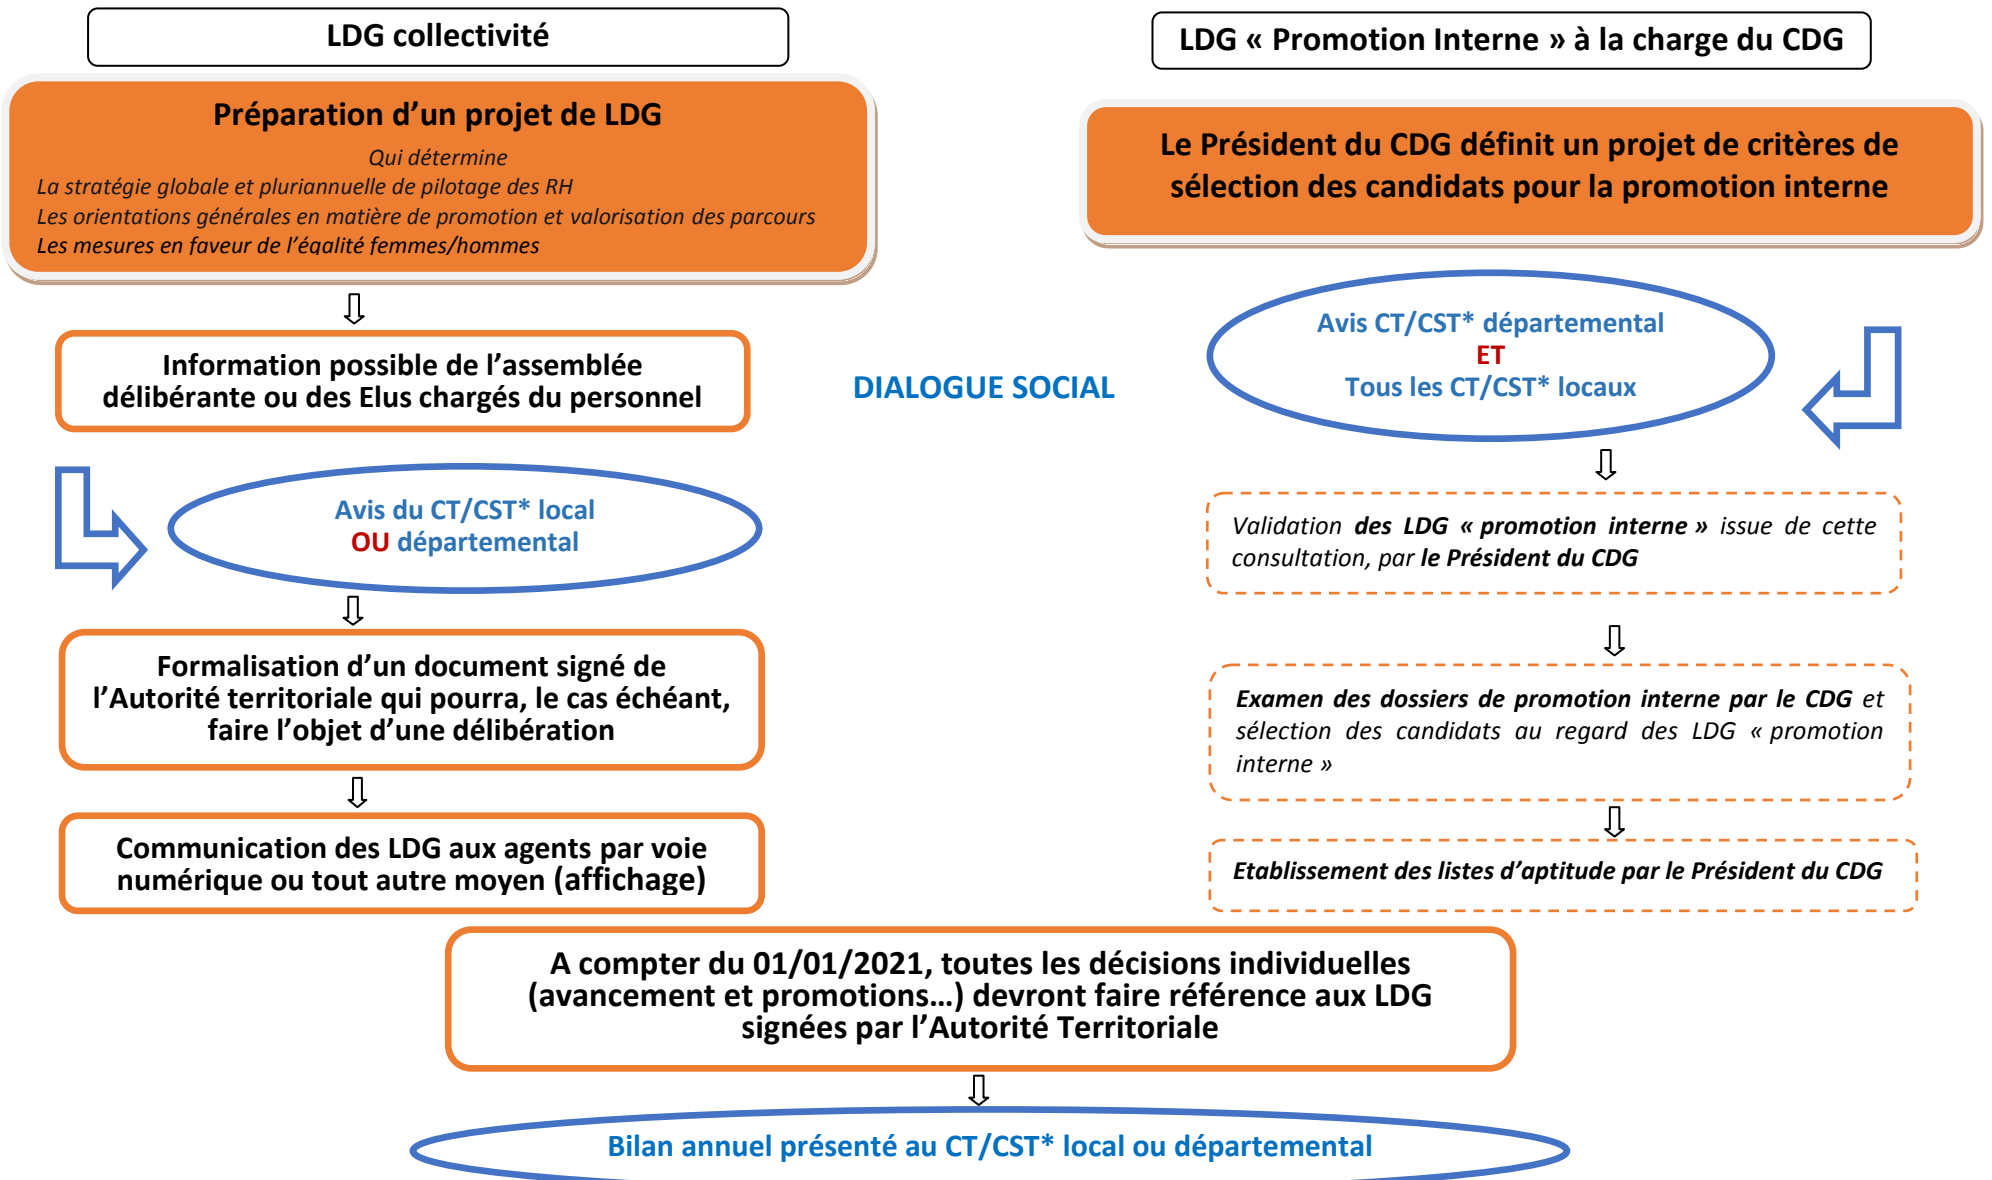 LDG collectivité
Préparation d’un projet de LDG
Qui détermine
La stratégie globale et pluriannuelle de pilotage des RH
Les orientations générales en matière de promotion et valorisation des parcours
Les mesures en faveur de l’égalité femmes/hommes
Information possible de l’assemblée
délibérante ou des Elus chargés du personnel
Avis du CT/CST* local
OU départemental
Formalisation d’un document signé de
l’Autorité territoriale qui pourra, le cas échéant,
faire l’objet d’une délibération
Communication des LDG aux agents par voie
numérique ou tout autre moyen (affichage)
DIALOGUE SOCIAL
LDG « Promotion Interne » à la charge du CDG
Le Président du CDG définit un projet de critères de
sélection des candidats pour la promotion interne
Avis CT/CST* départemental
ET
Tous les CT/CST* locaux
Validation des LDG « promotion interne » issue de cette
consultation, par le Président du CDG
Examen des dossiers de promotion interne par le CDG et
sélection des candidats au regard des LDG « promotion
interne »
Etablissement des listes d’aptitude par le Président du CDG
A compter du 01/01/2021, toutes les décisions individuelles
(avancement et promotions…) devront faire référence aux LDG
signées par l’Autorité Territoriale
Bilan annuel présenté au CT/CST* local ou départemental